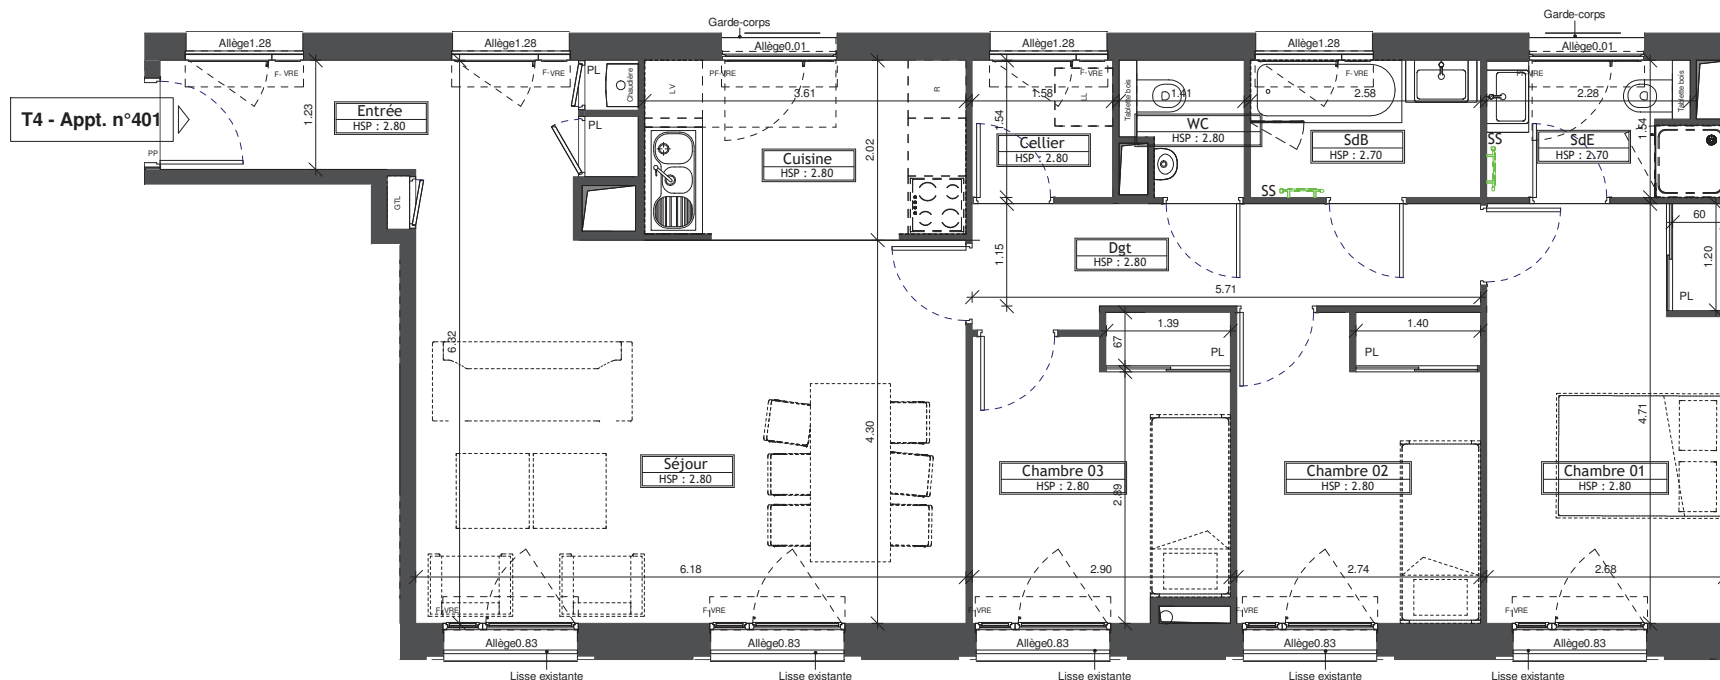 Garde-corps
Garde-corps
Allège1.28
Allège1.28
Allège0.01
Allège1.28
Allège1.28
Allège0.01
F-VRE
F-VRE
PL
Chaudière
LV
PF-VRE
R
F-VRE
LL
Tablette bois
F-VRE
PF-VRE
Tablette bois
3.61
1.58
1.41
2.58
2.28
T4 - Appt. n°401
PP
1.23
Entrée
HSP : 2.80
PL
2.02
Cuisine
HSP : 2.80
1.54
Cellier
HSP : 2.80
WC
HSP : 2.80
SdB
HSP : 2.70
SS
SS
SdE
HSP : 2.70
1.54
GTL
60
1.20
PL
1.15
Dgt
HSP : 2.80
5.71
6.32
67
1.39
PL
1.40
PL
4.30
4.71
Séjour
HSP : 2.80
Chambre 03
HSP : 2.80
2.89
Chambre 02
HSP : 2.80
Chambre 01
HSP : 2.80
6.18
2.90
2.74
2.68
F-VRE
F-VRE
F-VRE
F-VRE
F-VRE
Allège0.83
Allège0.83
Allège0.83
Allège0.83
Allège0.83
Lisse existante
Lisse existante
Lisse existante
Lisse existante
Lisse existante